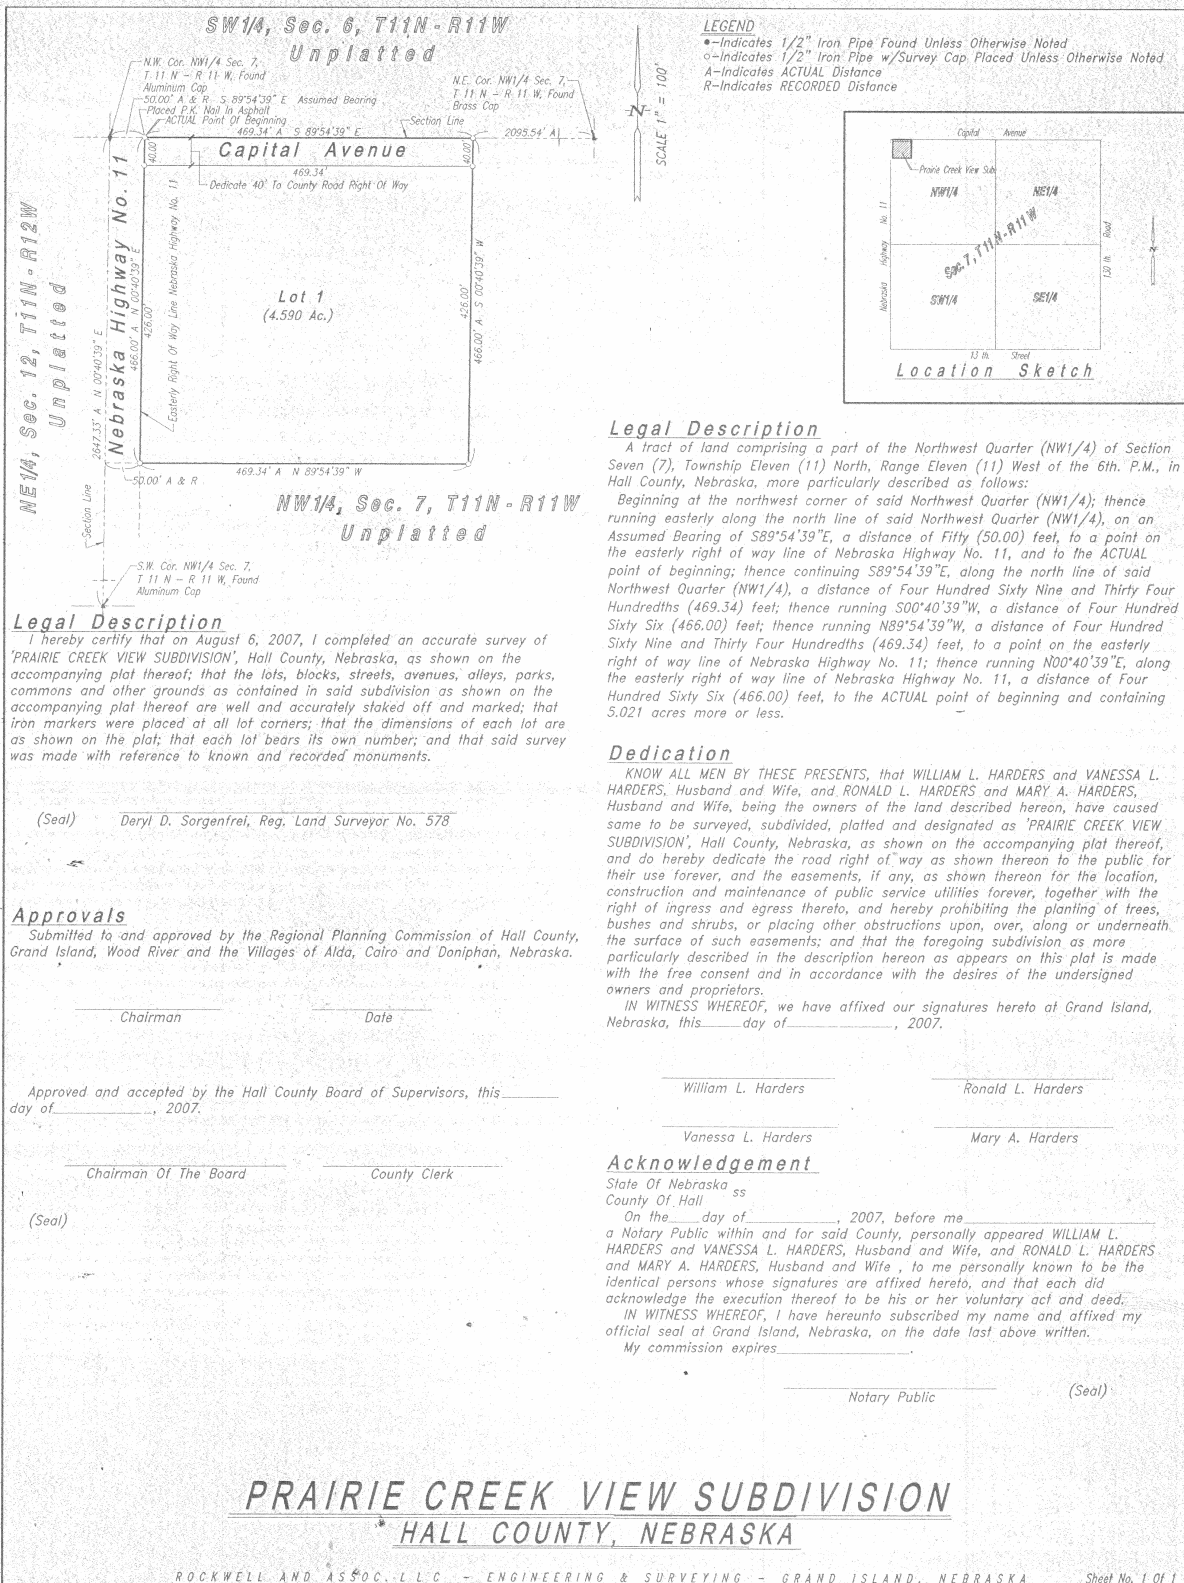 SW1/4, Sec. 6, T11N-R11W
Unplatted
N.W. Cor. NW1/4 Sec. 7,
T 11 N - R 11 W, Found
Aluminum Cap
50.00' A & R S 89°54'39" E Assumed Bearing
Placed P.K. Nail In Asphalt
ACTUAL Point Of Beginning
469.34' A S 89°54'39" E
Section Line
N.E. Cor. NW1/4 Sec. 7,
T 11 N - R 11 W, Found
Brass Cap
2095.54' A
40.00'
Capital Avenue
40.00'
469.34'
Dedicate 40' To County Road Right Of Way
NE1/4, Sec. 12, T11N-R12W
Unplatted
2647.33' A N 00°40'39" E
Section Line
Nebraska Highway No. 11
466.00' A N 00°40'39" E
426.00'
Easterly Right Of Way Line Nebraska Highway No. 11
Lot 1
(4.590 Ac.)
426.00'
466.00' A S 00°40'39" W
469.34' A N 89°54'39" W
50.00' A & R
NW1/4, Sec. 7, T11N-R11W
Unplatted
S.W. Cor. NW1/4 Sec. 7,
T 11 N - R 11 W, Found
Aluminum Cap
N
SCALE 1" = 100'
LEGEND
●-Indicates 1/2" Iron Pipe Found Unless Otherwise Noted
○-Indicates 1/2" Iron Pipe w/Survey Cap Placed Unless Otherwise Noted
A-Indicates ACTUAL Distance
R-Indicates RECORDED Distance
Capital Avenue
Prairie Creek View Sub.
NW1/4
NE1/4
Nebraska Highway No. 11
Sec. 7, T11N-R11W
130 th. Road
N
SW1/4
SE1/4
13 th. Street
Location Sketch
Legal Description
I hereby certify that on August 6, 2007, I completed an accurate survey of
'PRAIRIE CREEK VIEW SUBDIVISION', Hall County, Nebraska, as shown on the
accompanying plat thereof; that the lots, blocks, streets, avenues, alleys, parks,
commons and other grounds as contained in said subdivision as shown on the
accompanying plat thereof are well and accurately staked off and marked; that
iron markers were placed at all lot corners; that the dimensions of each lot are
as shown on the plat; that each lot bears its own number; and that said survey
was made with reference to known and recorded monuments.
(Seal)
Deryl D. Sorgenfrei, Reg. Land Surveyor No. 578
Approvals
Submitted to and approved by the Regional Planning Commission of Hall County,
Grand Island, Wood River and the Villages of Alda, Cairo and Doniphan, Nebraska.
Chairman Date
Approved and accepted by the Hall County Board of Supervisors, this______
day of____________, 2007.
Chairman Of The Board County Clerk
(Seal)
Legal Description
A tract of land comprising a part of the Northwest Quarter (NW1/4) of Section
Seven (7), Township Eleven (11) North, Range Eleven (11) West of the 6th. P.M., in
Hall County, Nebraska, more particularly described as follows:
Beginning at the northwest corner of said Northwest Quarter (NW1/4); thence
running easterly along the north line of said Northwest Quarter (NW1/4), on an
Assumed Bearing of S89°54'39"E, a distance of Fifty (50.00) feet, to a point on
the easterly right of way line of Nebraska Highway No. 11, and to the ACTUAL
point of beginning; thence continuing S89°54'39"E, along the north line of said
Northwest Quarter (NW1/4), a distance of Four Hundred Sixty Nine and Thirty Four
Hundredths (469.34) feet; thence running S00°40'39"W, a distance of Four Hundred
Sixty Six (466.00) feet; thence running N89°54'39"W, a distance of Four Hundred
Sixty Nine and Thirty Four Hundredths (469.34) feet, to a point on the easterly
right of way line of Nebraska Highway No. 11; thence running N00°40'39"E, along
the easterly right of way line of Nebraska Highway No. 11, a distance of Four
Hundred Sixty Six (466.00) feet, to the ACTUAL point of beginning and containing
5.021 acres more or less.
Dedication
KNOW ALL MEN BY THESE PRESENTS, that WILLIAM L. HARDERS and VANESSA L.
HARDERS, Husband and Wife, and RONALD L. HARDERS and MARY A. HARDERS,
Husband and Wife, being the owners of the land described hereon, have caused
same to be surveyed, subdivided, platted and designated as 'PRAIRIE CREEK VIEW
SUBDIVISION', Hall County, Nebraska, as shown on the accompanying plat thereof,
and do hereby dedicate the road right of way as shown thereon to the public for
their use forever, and the easements, if any, as shown thereon for the location,
construction and maintenance of public service utilities forever, together with the
right of ingress and egress thereto, and hereby prohibiting the planting of trees,
bushes and shrubs, or placing other obstructions upon, over, along or underneath
the surface of such easements; and that the foregoing subdivision as more
particularly described in the description hereon as appears on this plat is made
with the free consent and in accordance with the desires of the undersigned
owners and proprietors.
IN WITNESS WHEREOF, we have affixed our signatures hereto at Grand Island,
Nebraska, this_____day of_____________, 2007.
William L. Harders Ronald L. Harders
Vanessa L. Harders Mary A. Harders
Acknowledgement
State Of Nebraska
ss
County Of Hall
On the____day of___________, 2007, before me______________________
a Notary Public within and for said County, personally appeared WILLIAM L.
HARDERS and VANESSA L. HARDERS, Husband and Wife, and RONALD L. HARDERS
and MARY A. HARDERS, Husband and Wife , to me personally known to be the
identical persons whose signatures are affixed hereto, and that each did
acknowledge the execution thereof to be his or her voluntary act and deed.
IN WITNESS WHEREOF, I have hereunto subscribed my name and affixed my
official seal at Grand Island, Nebraska, on the date last above written.
My commission expires________________.
Notary Public
(Seal)
PRAIRIE CREEK VIEW SUBDIVISION
HALL COUNTY, NEBRASKA
ROCKWELL AND ASSOC. L.L.C. - ENGINEERING & SURVEYING - GRAND ISLAND, NEBRASKA
Sheet No. 1 Of 1